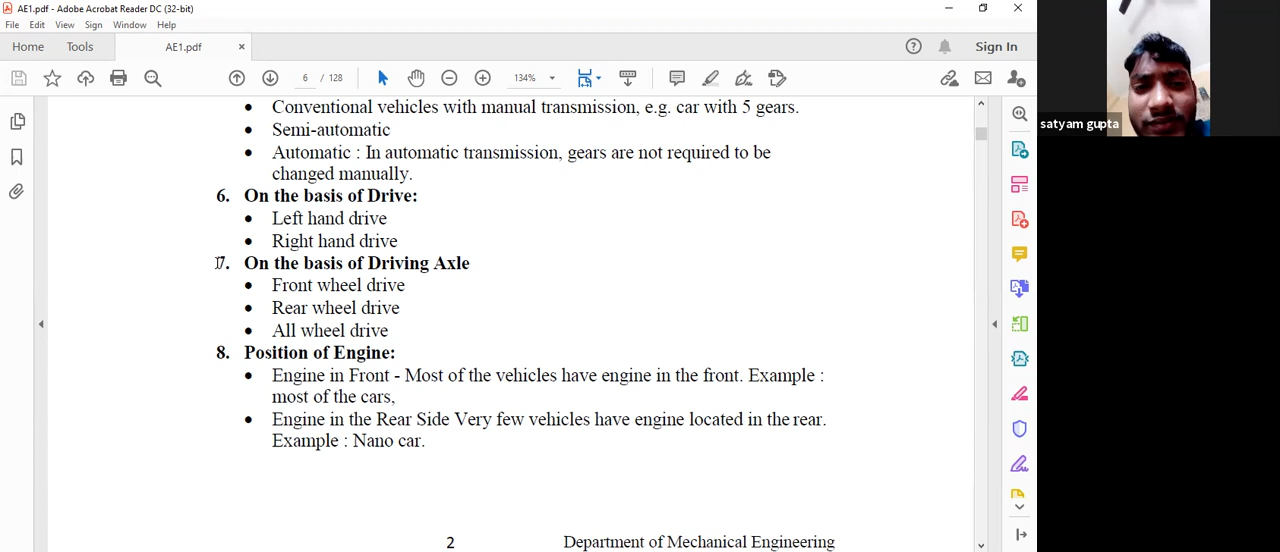 AE1.pdf - Adobe Acrobat Reader DC (32-bit)
File Edit View Sign Window Help
Home Tools AE1.pdf × Sign In
6 / 128 134%
• Conventional vehicles with manual transmission, e.g. car with 5 gears.
• Semi-automatic
• Automatic : In automatic transmission, gears are not required to be
changed manually.
6. On the basis of Drive:
• Left hand drive
• Right hand drive
7. On the basis of Driving Axle
• Front wheel drive
• Rear wheel drive
• All wheel drive
8. Position of Engine:
• Engine in Front - Most of the vehicles have engine in the front. Example :
most of the cars,
• Engine in the Rear Side Very few vehicles have engine located in the rear.
Example : Nano car.
2 Department of Mechanical Engineering
satyam gupta